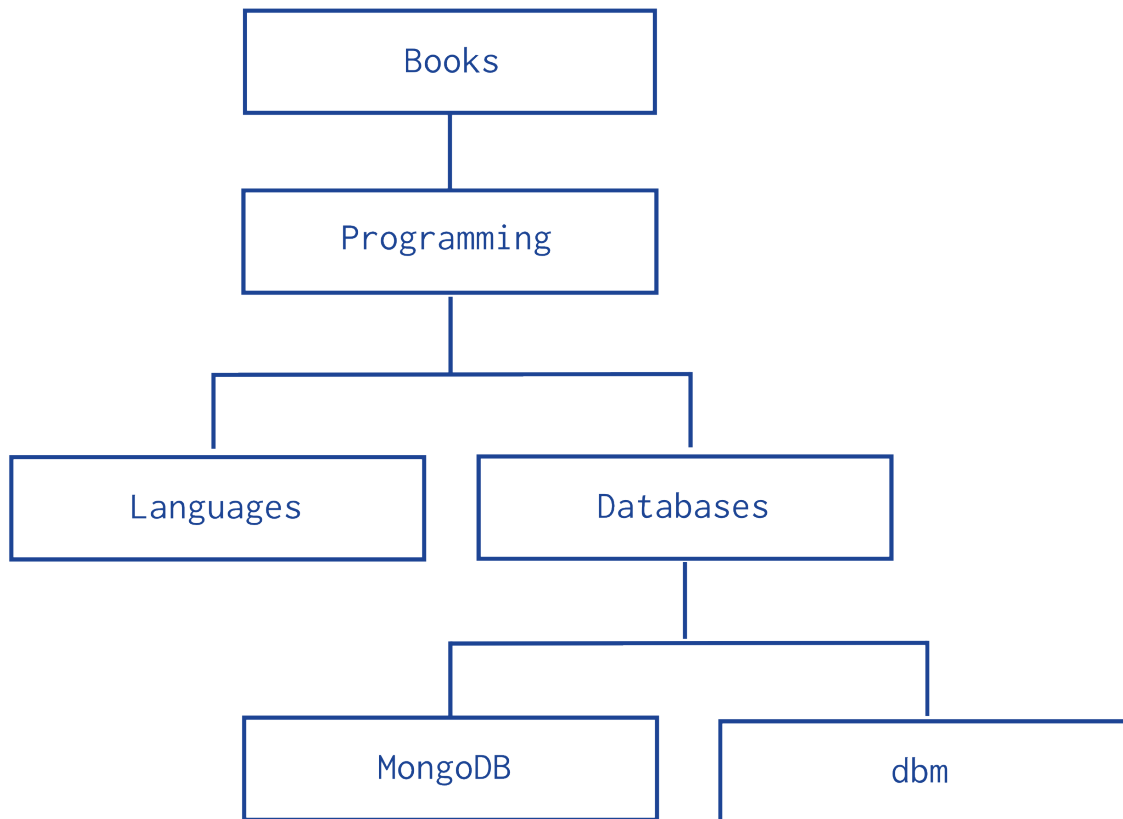 Books
Programming
Languages
Databases
MongoDB
dbm